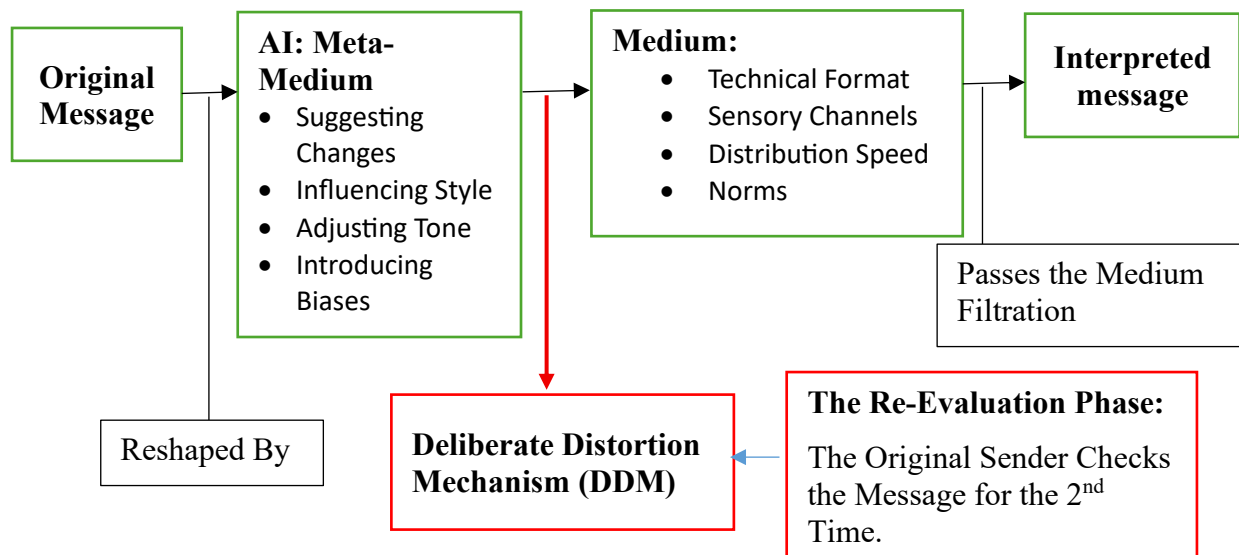 Original
Message
AI: Meta-
Medium
• Suggesting
Changes
• Influencing Style
• Adjusting Tone
• Introducing
Biases
Medium:
• Technical Format
• Sensory Channels
• Distribution Speed
• Norms
Interpreted
message
Passes the Medium
Filtration
Reshaped By
Deliberate Distortion
Mechanism (DDM)
The Re-Evaluation Phase:
The Original Sender Checks
the Message for the 2nd
Time.